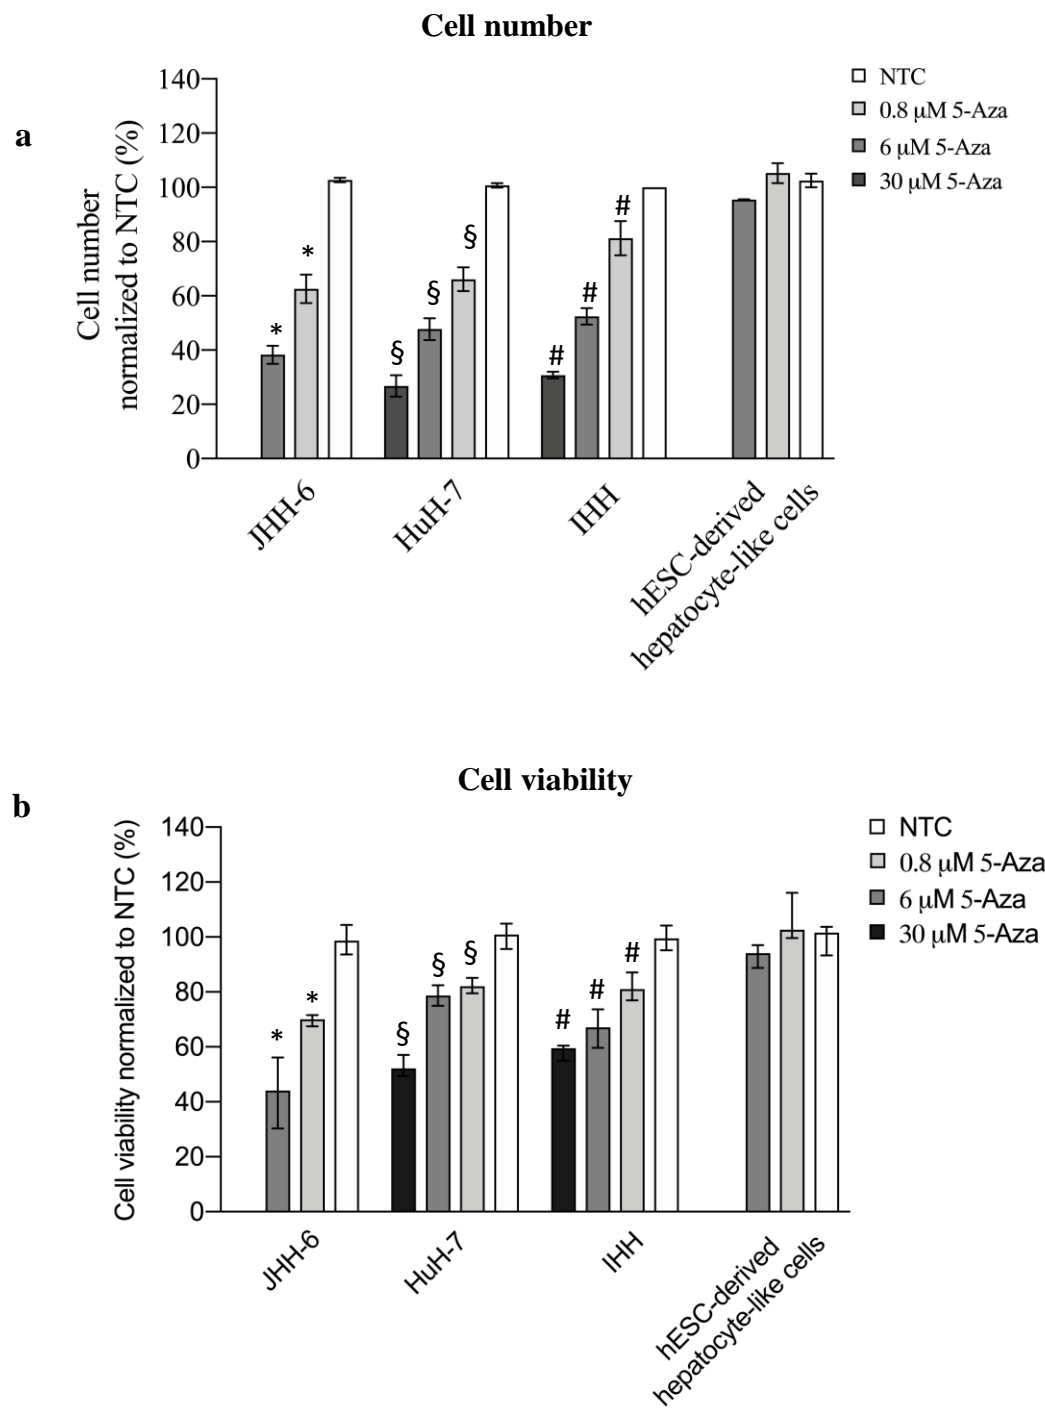 Cell number
a
Cell number
normalized to NTC (%)
140
120
100
80
60
40
20
0
*
*
§
§
§
#
#
#
JHH-6
HuH-7
IHH
hESC-derived
hepatocyte-like cells
NTC
0.8 µM 5-Aza
6 µM 5-Aza
30 µM 5-Aza
Cell viability
b
Cell viability normalized to NTC (%)
140
120
100
80
60
40
20
0
*
*
§
§
§
#
#
#
JHH-6
HuH-7
IHH
hESC-derived
hepatocyte-like cells
NTC
0.8 µM 5-Aza
6 µM 5-Aza
30 µM 5-Aza